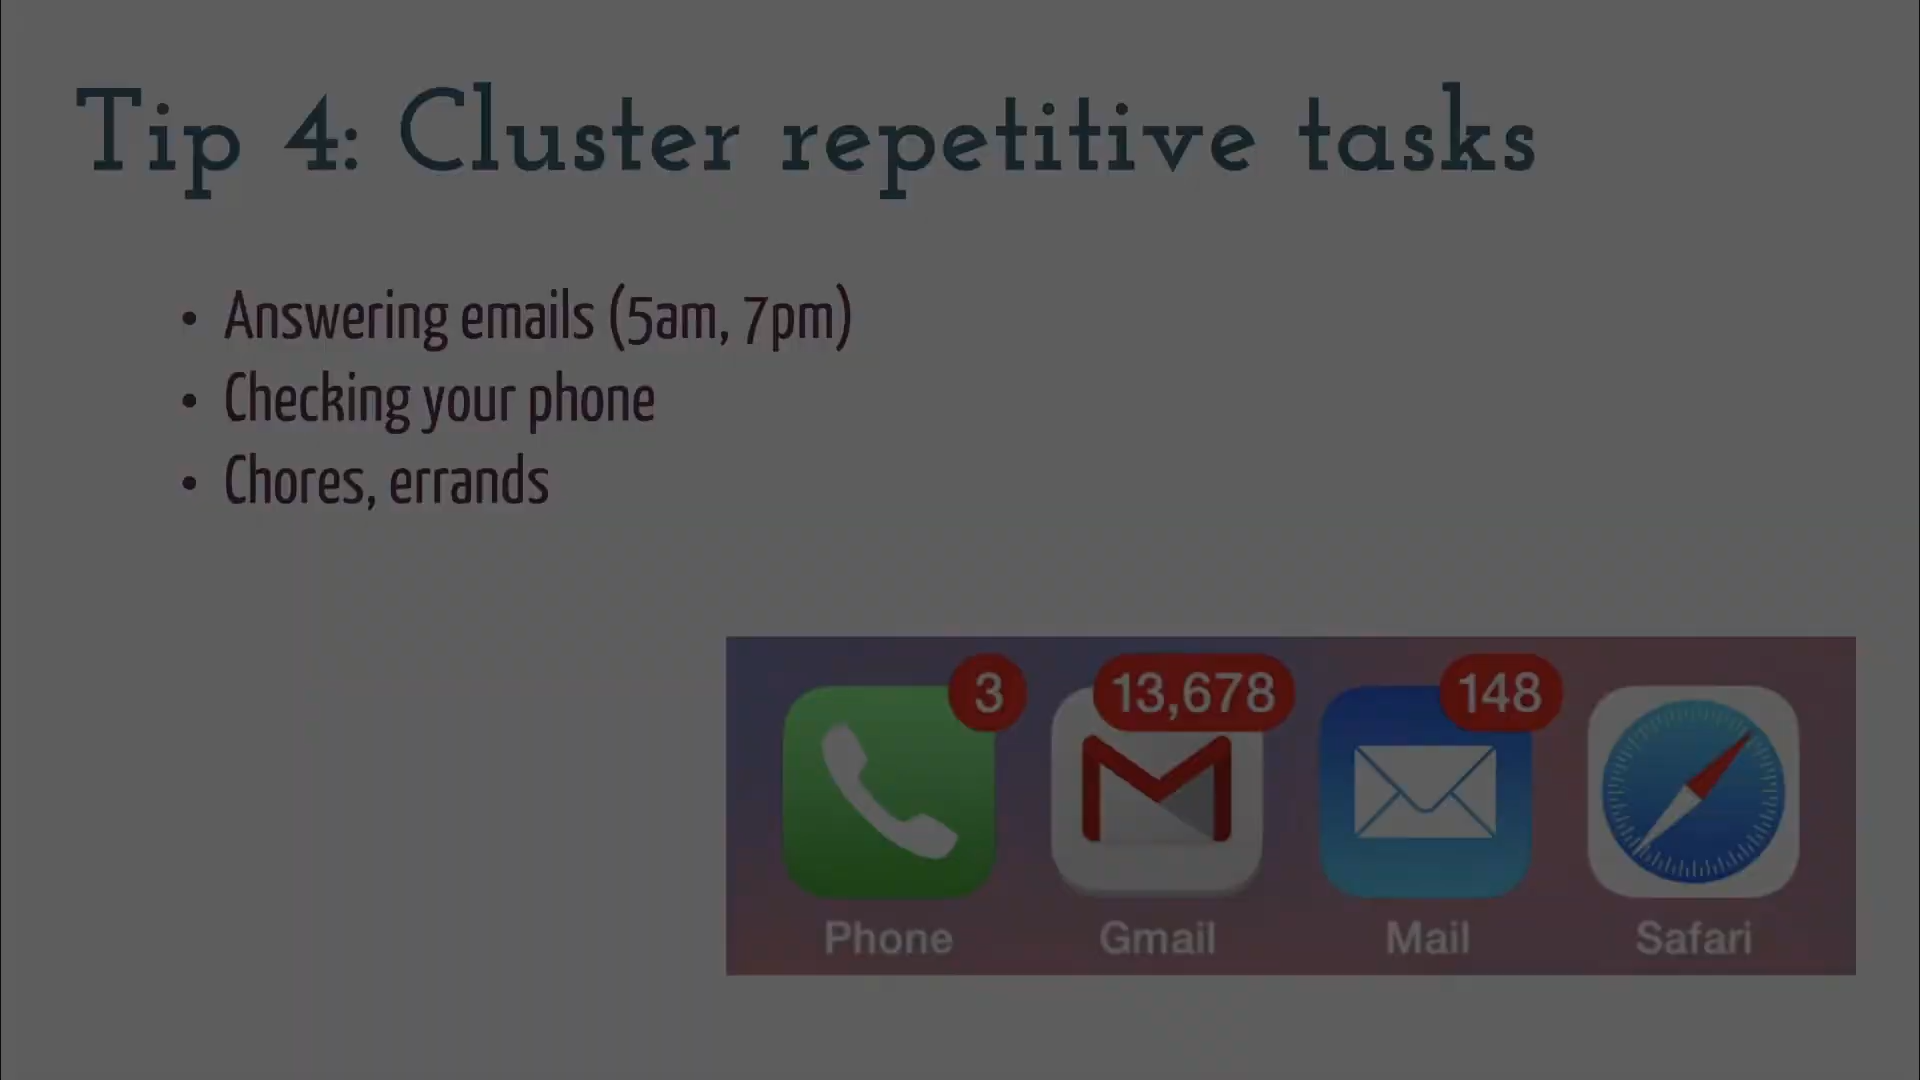 Tip 4: Cluster repetitive tasks
• Answering emails (5am, 7pm)
• Checking your phone
• Chores, errands
3 13,678 148
Phone Gmail Mail Safari